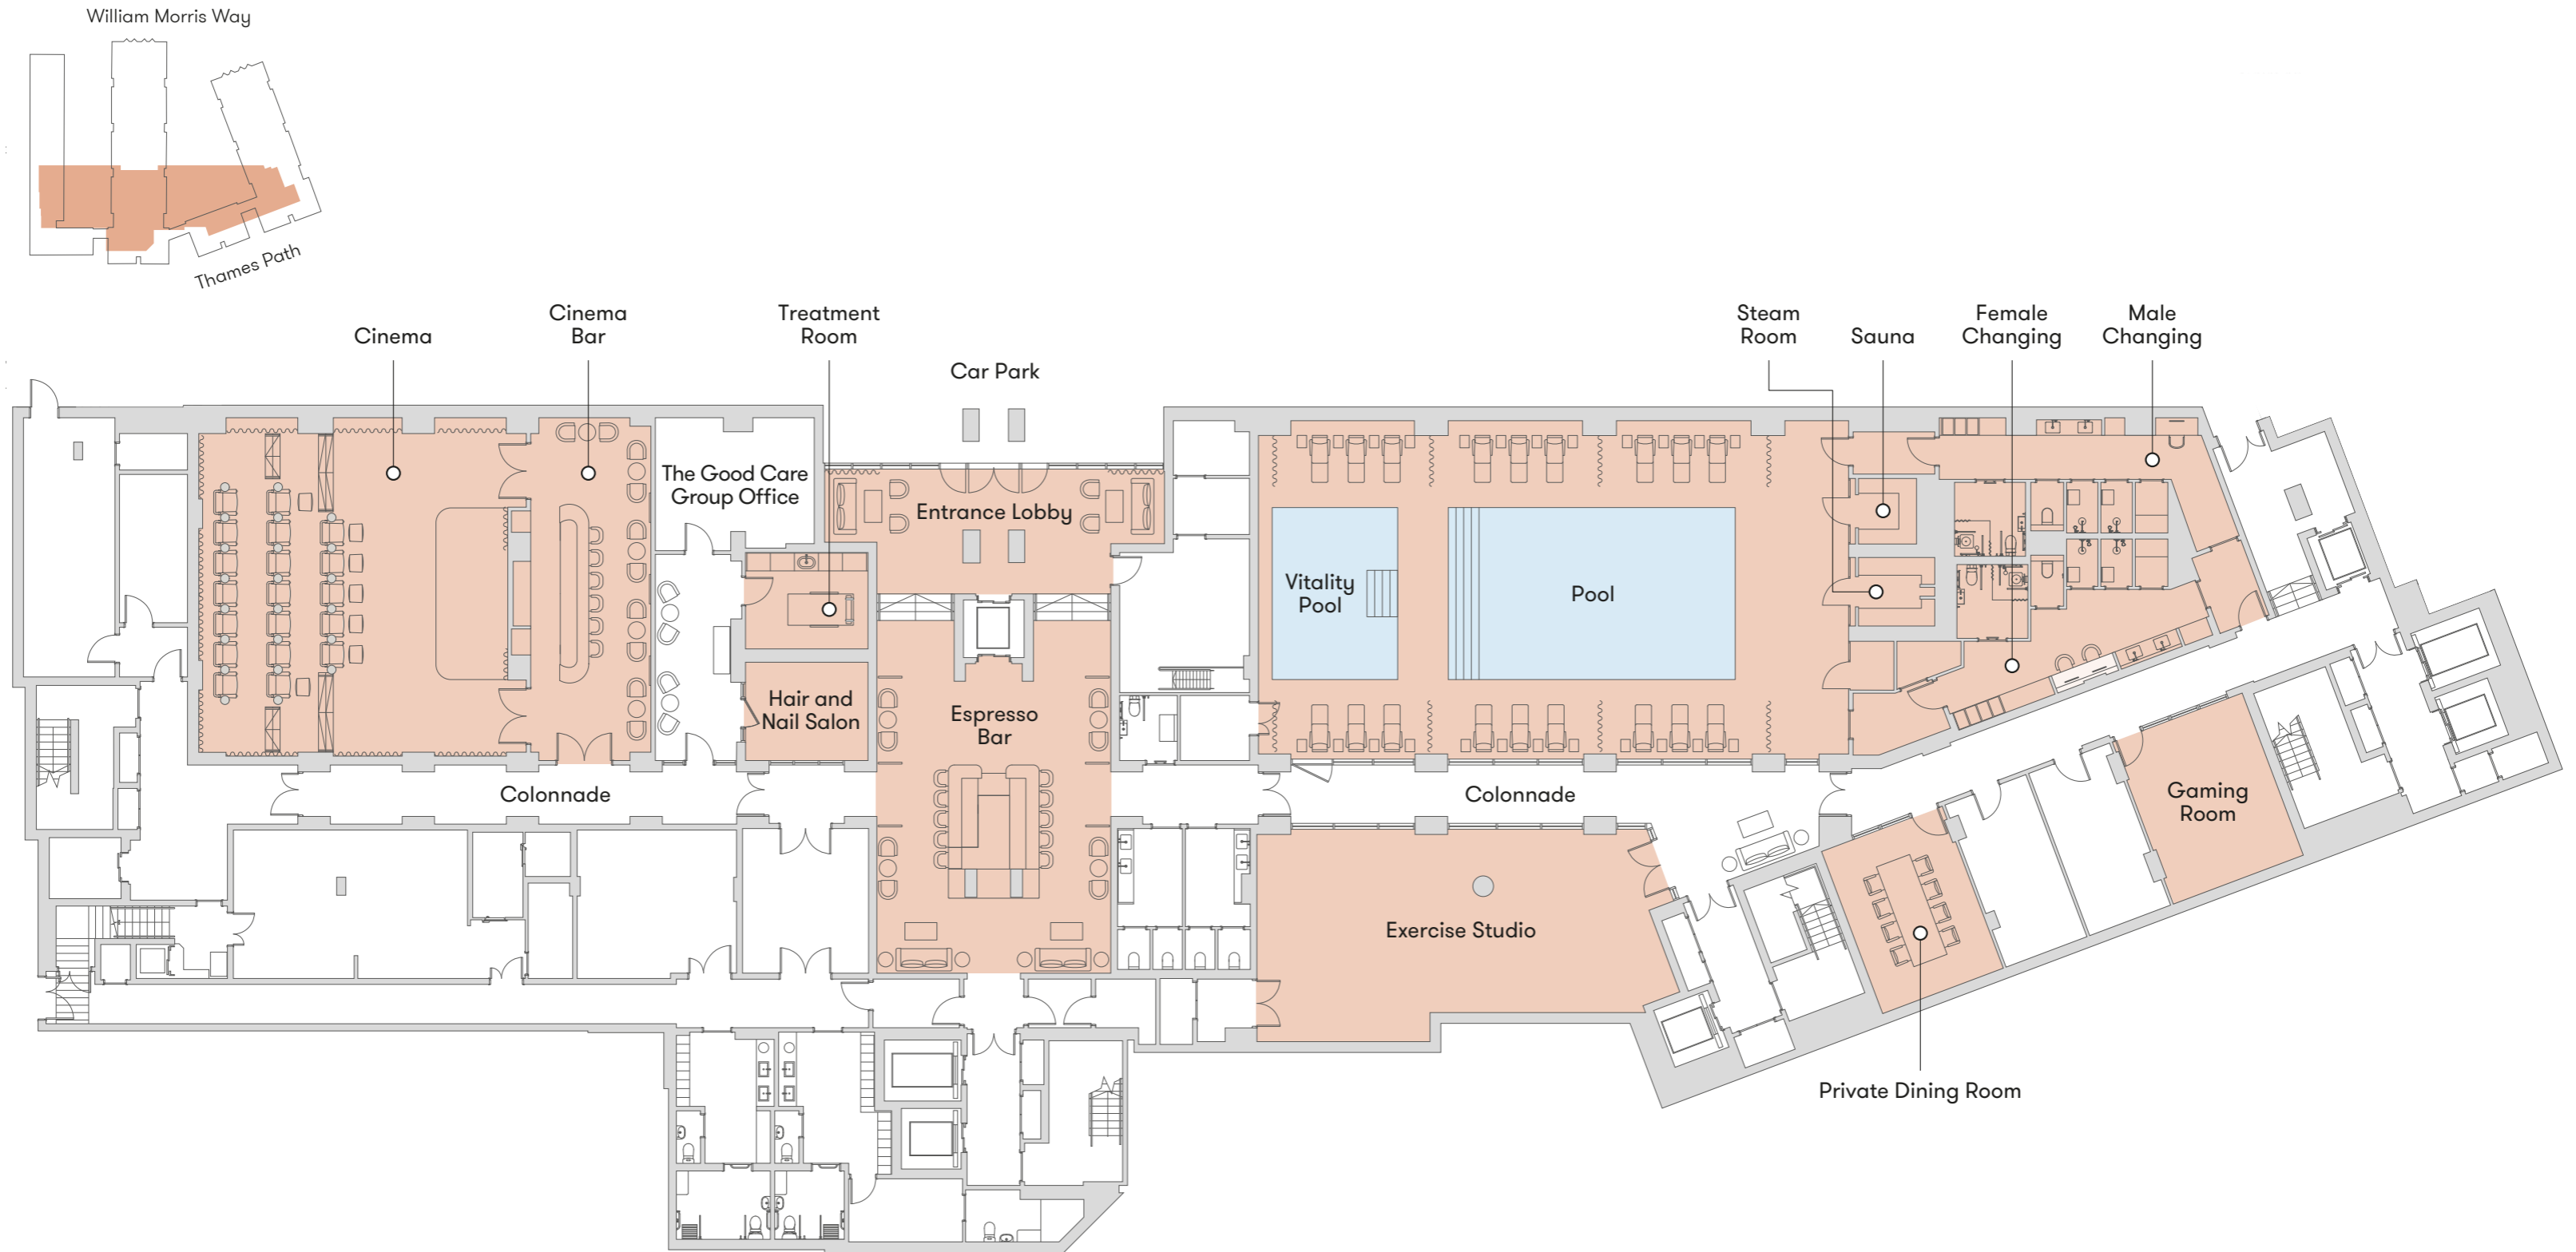 William Morris Way
Thames Path
Cinema
Cinema
Bar
Treatment
Room
Car Park
Steam
Room
Sauna
Female
Changing
Male
Changing
The Good Care
Group Office
Entrance Lobby
Vitality
Pool
Pool
Hair and
Nail Salon
Espresso
Bar
Colonnade
Colonnade
Gaming
Room
Exercise Studio
Private Dining Room